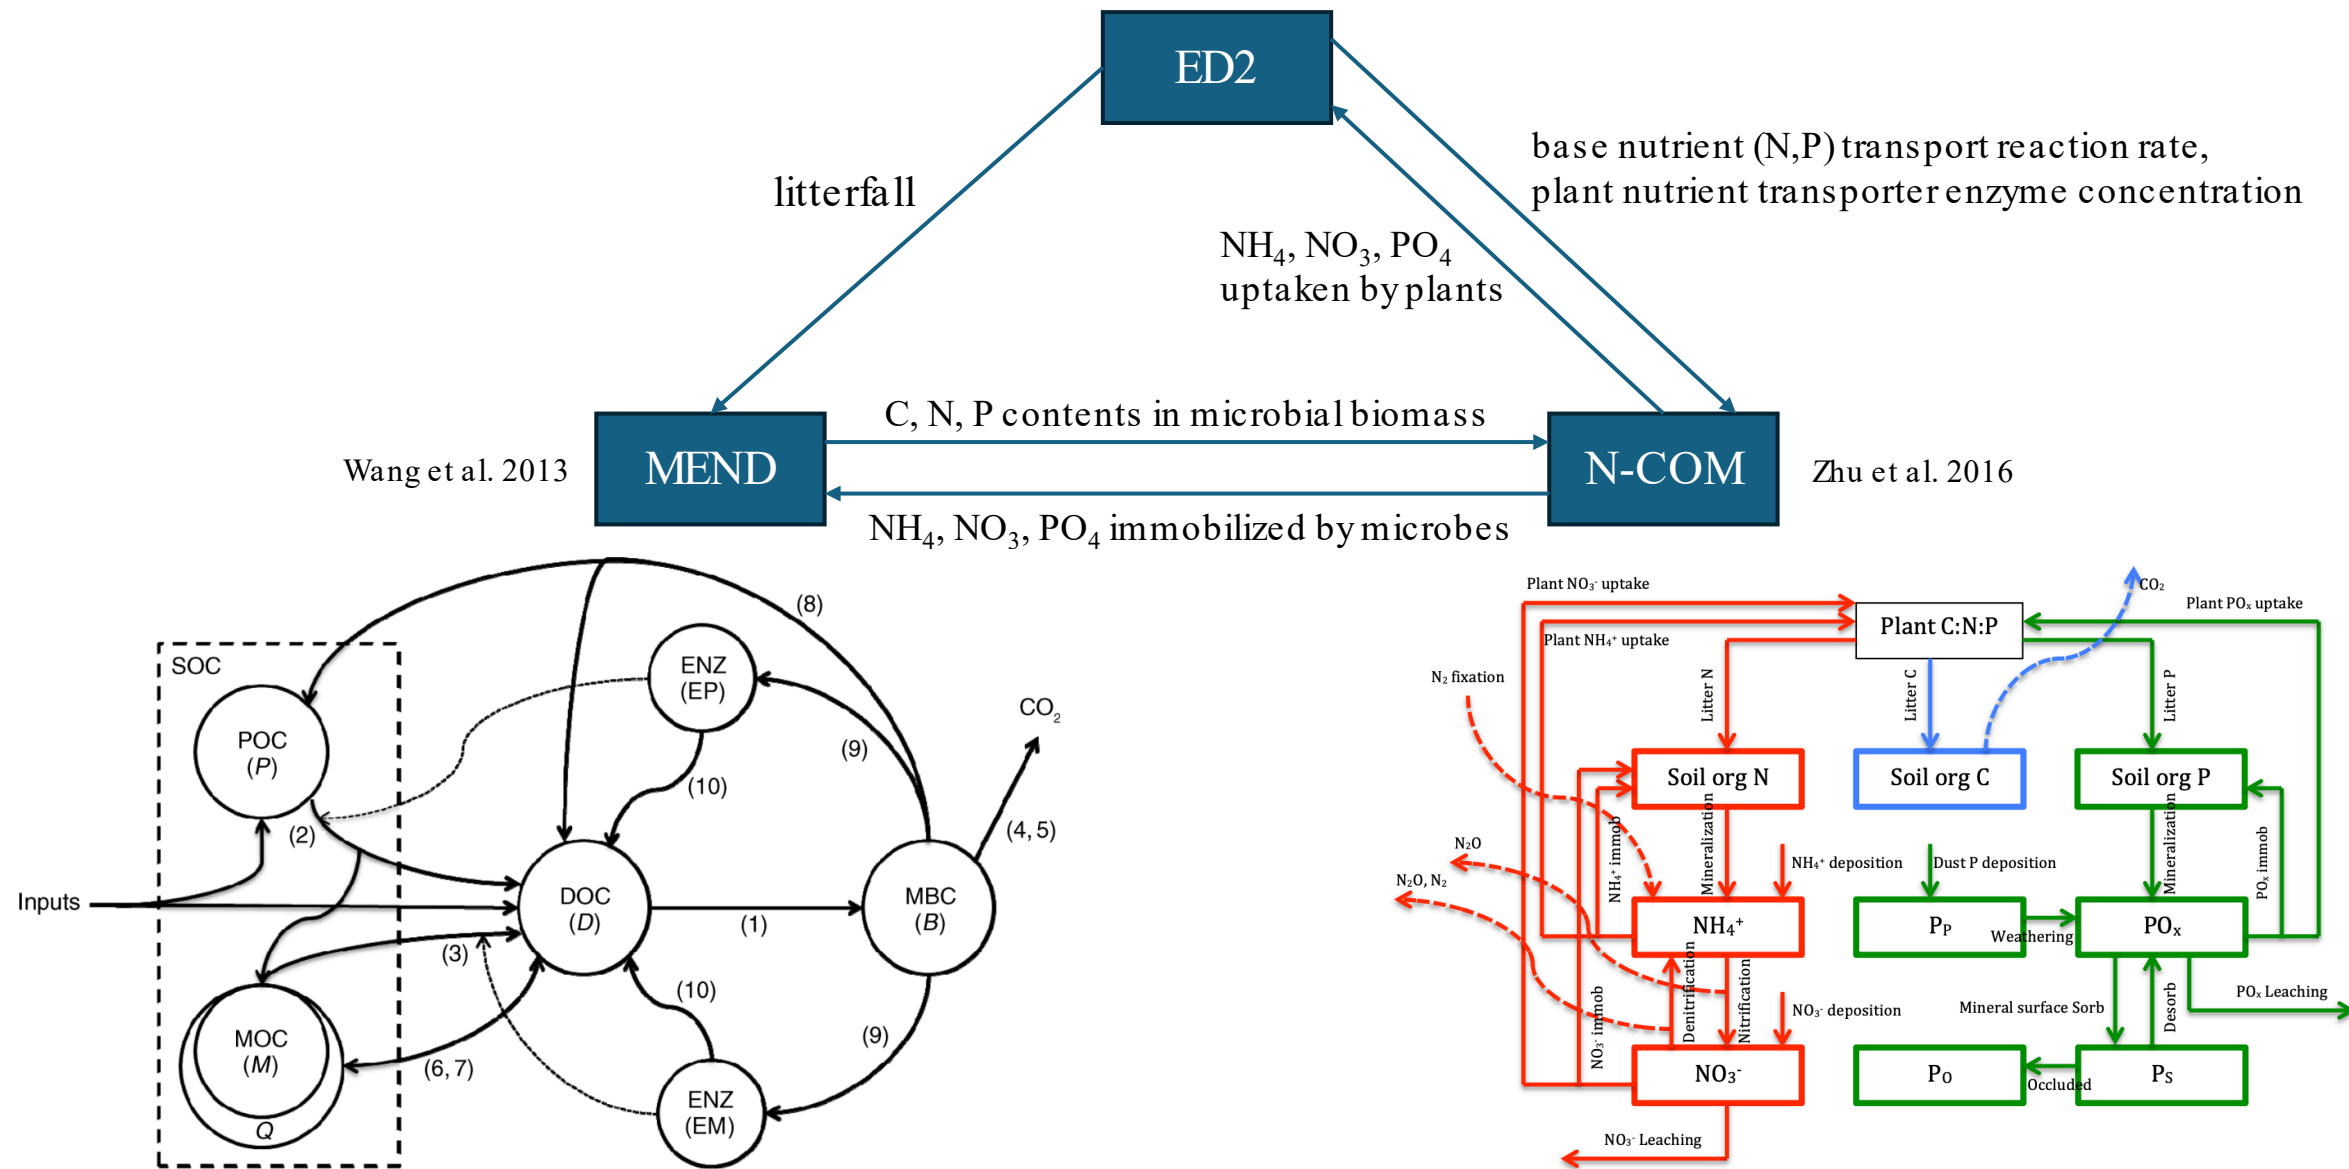 ED2
base nutrient (N,P) transport reaction rate,
plant nutrient transporter enzyme concentration
litterfall
NH₄, NO₃, PO₄
uptaken by plants
C, N, P contents in microbial biomass
Wang et al. 2013
MEND
N-COM
Zhu et al. 2016
NH₄, NO₃, PO₄ immobilized by microbes
(8)
SOC
ENZ
(EP)
POC
(P)
CO₂
(9)
(10)
(2)
(4, 5)
Inputs
DOC
(D)
MBC
(B)
(1)
(3)
(10)
MOC
(M)
(6, 7)
(9)
ENZ
(EM)
Q
Plant NO₃⁻ uptake
CO₂
Plant POₓ uptake
Plant C:N:P
Plant NH₄⁺ uptake
N₂ fixation
Litter N
Litter C
Litter P
Soil org N
Soil org C
Soil org P
N₂O
NH₄⁺ immob
Mineralization
NH₄⁺ deposition
Dust P deposition
Mineralization
POₓ immob
N₂O, N₂
NH₄⁺
P_P
Weathering
POₓ
NO₃⁻ immob
Denitrification
Nitrification
NO₃⁻ deposition
Mineral surface Sorb
Desorb
POₓ Leaching
NO₃⁻
P_O
Occluded
P_S
NO₃⁻ Leaching